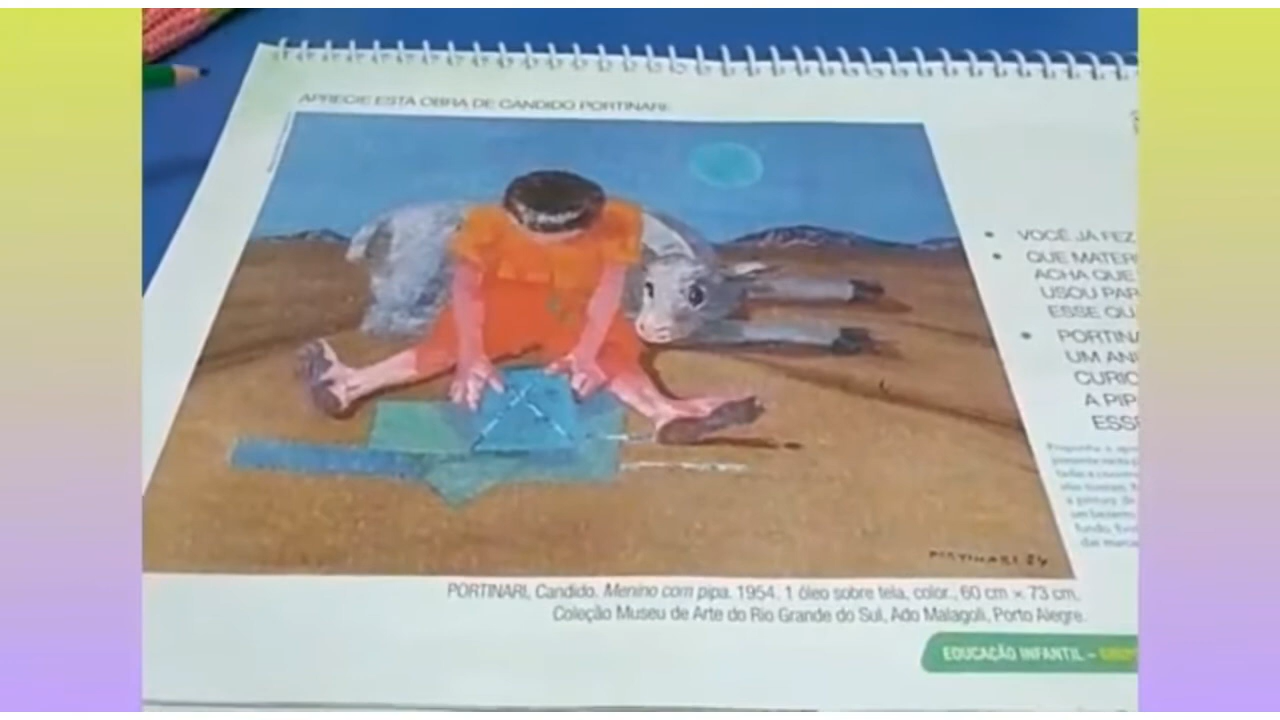 APRECIE ESTA OBRA DE CANDIDO PORTINARI:
VOCÊ JÁ FEZ
QUE MATERI
ACHA QUE
USOU PAR
ESSE QU
PORTINA
UM AN
CURIO
A PIP
ESS
PORTINARI 54
PORTINARI, Candido. Menino com pipa. 1954. 1 óleo sobre tela, color., 60 cm × 73 cm.
Coleção Museu de Arte do Rio Grande do Sul, Ado Malagoli, Porto Alegre.
EDUCAÇÃO INFANTIL –